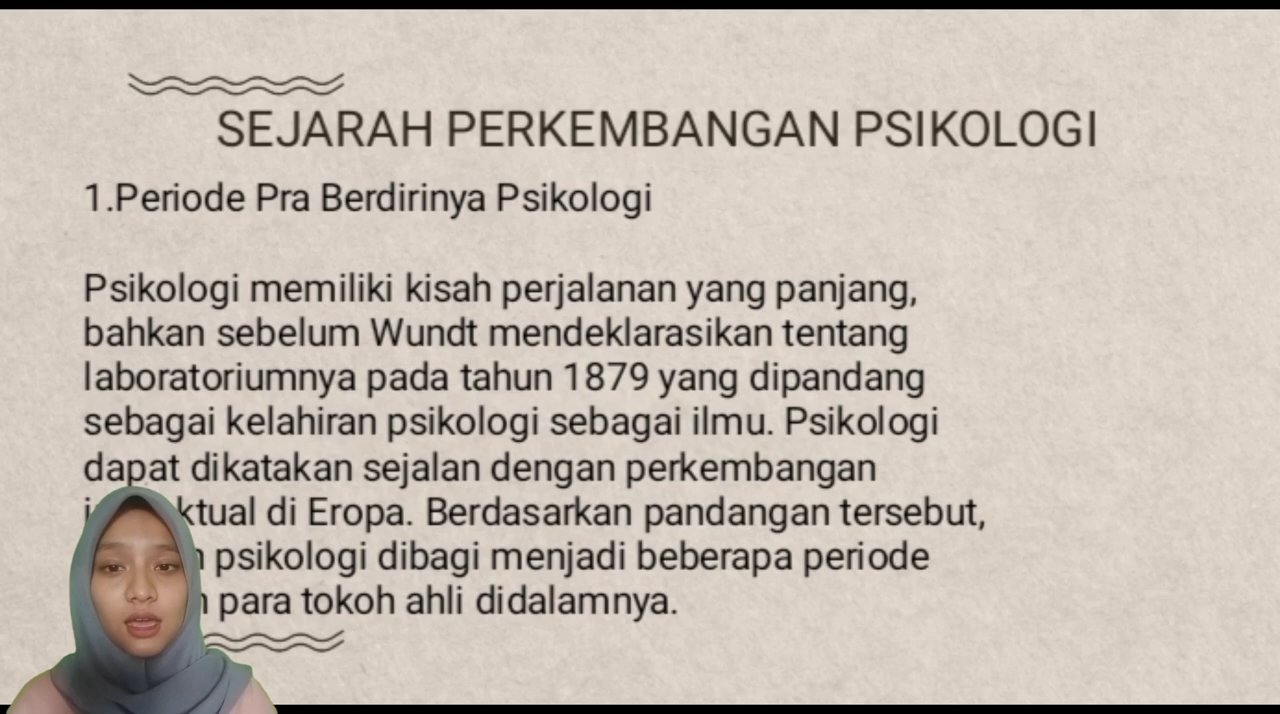 SEJARAH PERKEMBANGAN PSIKOLOGI
1.Periode Pra Berdirinya Psikologi
Psikologi memiliki kisah perjalanan yang panjang,
bahkan sebelum Wundt mendeklarasikan tentang
laboratoriumnya pada tahun 1879 yang dipandang
sebagai kelahiran psikologi sebagai ilmu. Psikologi
dapat dikatakan sejalan dengan perkembangan
di Eropa. Berdasarkan pandangan tersebut,
psikologi dibagi menjadi beberapa periode
para tokoh ahli didalamnya.